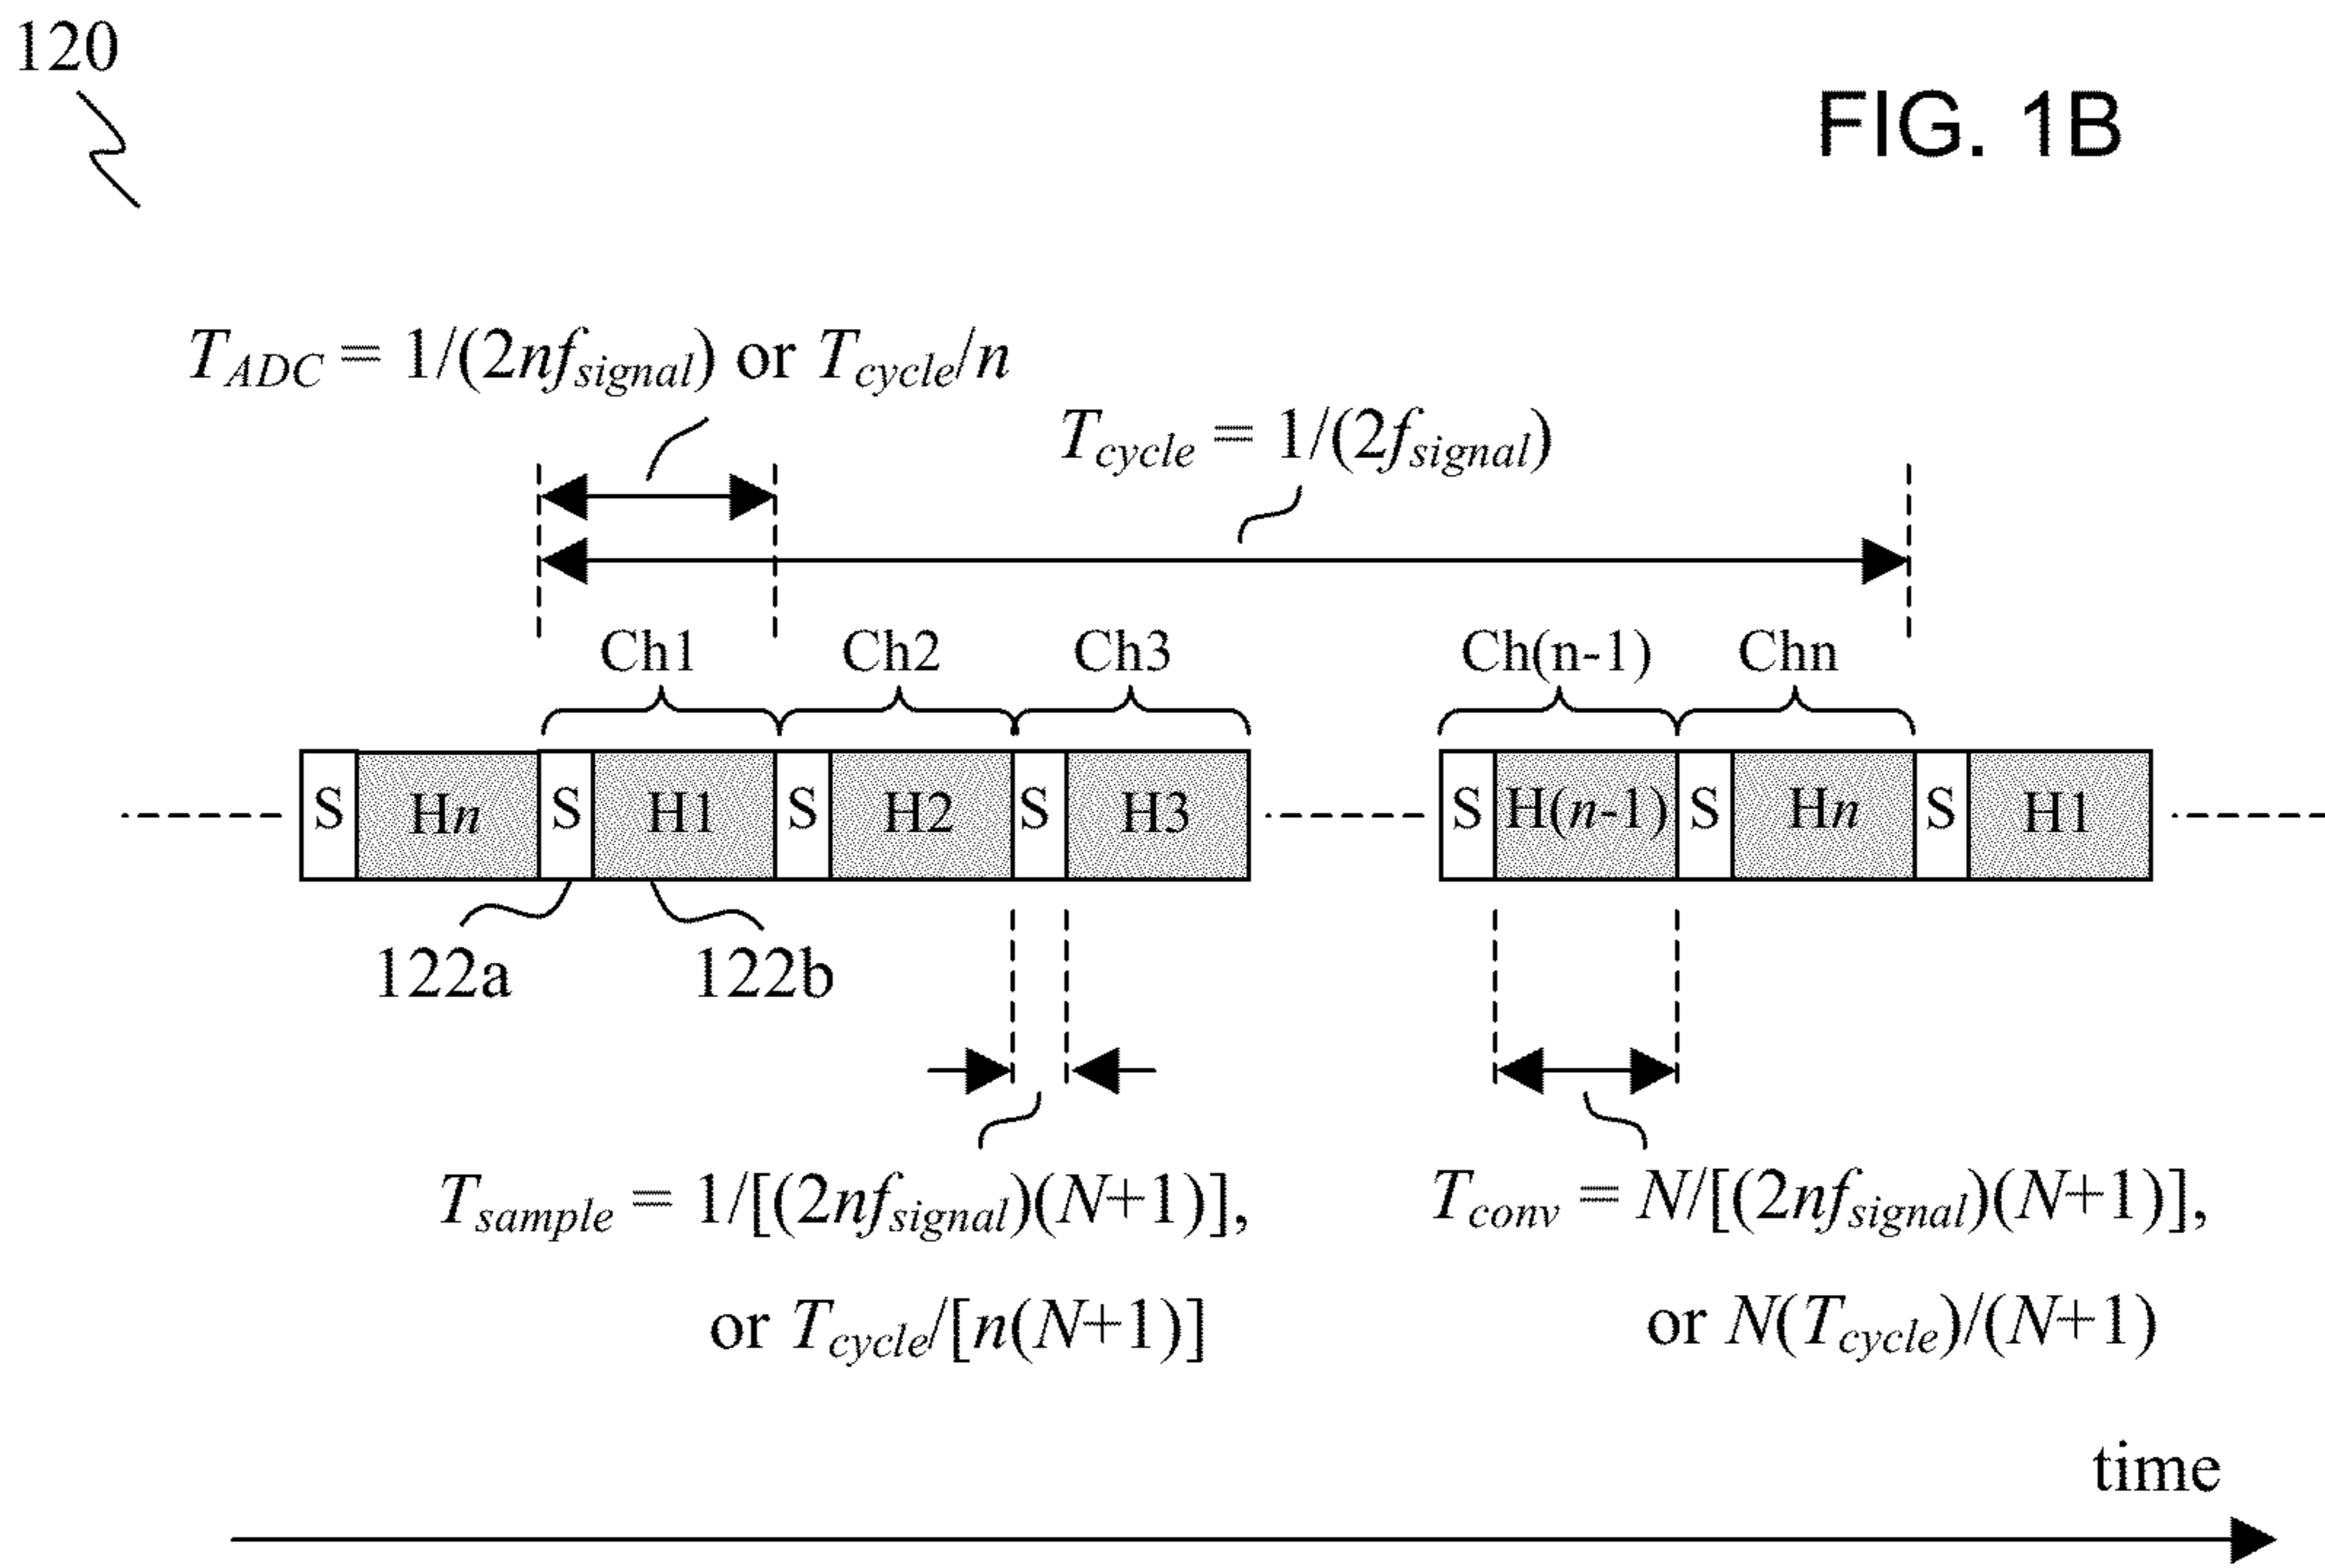 120
FIG. 1B
T_ADC = 1/(2nf_signal) or T_cycle/n
T_cycle = 1/(2f_signal)
Ch1 Ch2 Ch3 Ch(n-1) Chn
S Hn S H1 S H2 S H3 S H(n-1) S Hn S H1
122a 122b
T_sample = 1/[(2nf_signal)(N+1)],
or T_cycle/[n(N+1)]
T_conv = N/[(2nf_signal)(N+1)],
or N(T_cycle)/(N+1)
time